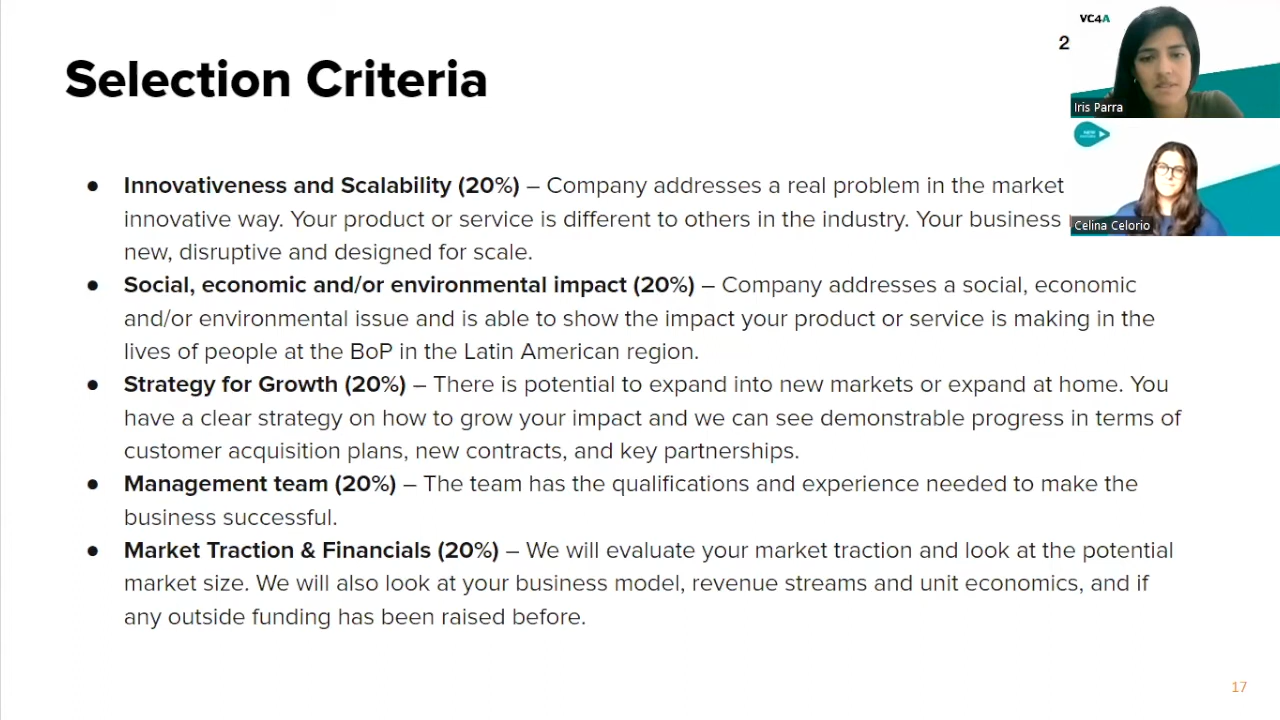 Selection Criteria
VC4A
2
Iris Parra
Celina Celorio
● Innovativeness and Scalability (20%) – Company addresses a real problem in the market
innovative way. Your product or service is different to others in the industry. Your business
new, disruptive and designed for scale.
● Social, economic and/or environmental impact (20%) – Company addresses a social, economic
and/or environmental issue and is able to show the impact your product or service is making in the
lives of people at the BoP in the Latin American region.
● Strategy for Growth (20%) – There is potential to expand into new markets or expand at home. You
have a clear strategy on how to grow your impact and we can see demonstrable progress in terms of
customer acquisition plans, new contracts, and key partnerships.
● Management team (20%) – The team has the qualifications and experience needed to make the
business successful.
● Market Traction & Financials (20%) – We will evaluate your market traction and look at the potential
market size. We will also look at your business model, revenue streams and unit economics, and if
any outside funding has been raised before.
17